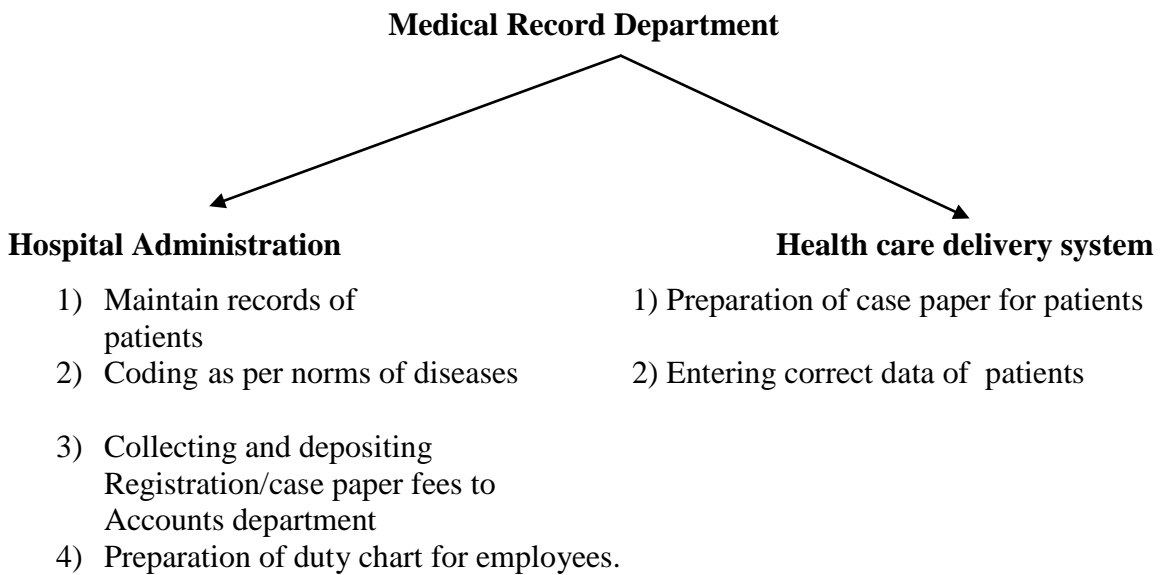 Medical Record Department
Hospital Administration
1) Maintain records of
patients
2) Coding as per norms of diseases
3) Collecting and depositing
Registration/case paper fees to
Accounts department
4) Preparation of duty chart for employees.
Health care delivery system
1) Preparation of case paper for patients
2) Entering correct data of patients